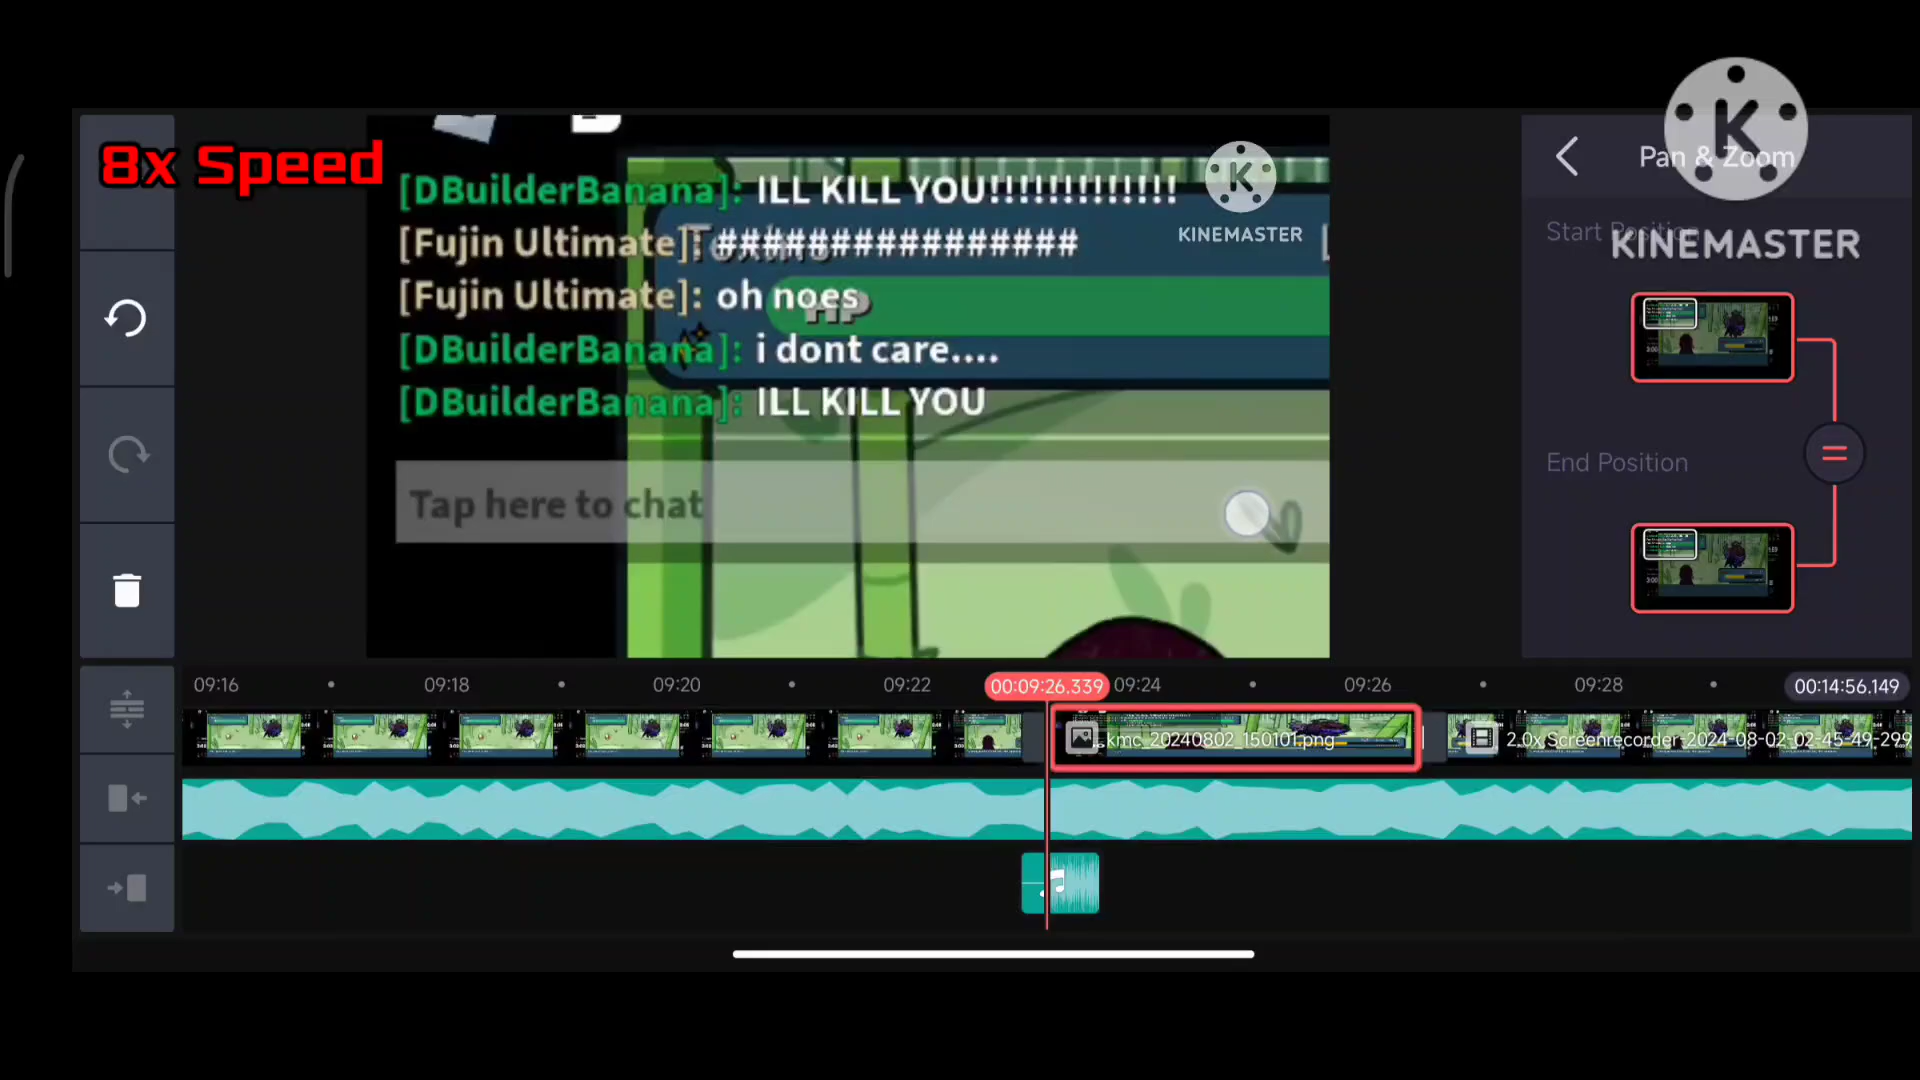 8x Speed
[DBuilderBanana]: ILL KILL YOU!!!!!!!!!!!!!
[Fujin Ultimate]: ################
[Fujin Ultimate]: oh noes
HP
[DBuilderBanana]: i dont care....
[DBuilderBanana]: ILL KILL YOU
Tap here to chat
K
KINEMASTER
Pan & Zoom
K
KINEMASTER
Start Position
End Position
09:16
09:18
09:20
09:22
00:09:26.339
09:24
09:26
09:28
00:14:56.149
kmc_20240802_150101.png
2.0x Screenrecorder-2024-08-02-02-45-49-299